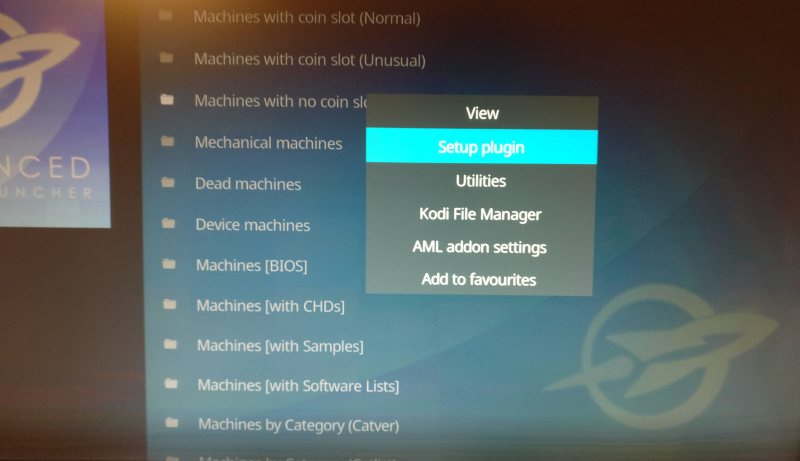 Machines with coin slot (Normal)
Machines with coin slot (Unusual)
Machines with no coin slo
Mechanical machines
Dead machines
Device machines
Machines [BIOS]
Machines [with CHDs]
Machines [with Samples]
Machines [with Software Lists]
Machines by Category (Catver)
View
Setup plugin
Utilities
Kodi File Manager
AML addon settings
Add to favourites
NCED
UNCHER